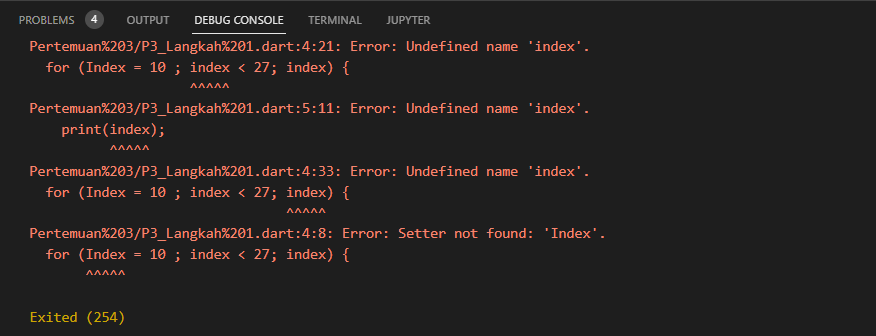 PROBLEMS 4 OUTPUT DEBUG CONSOLE TERMINAL JUPYTER
Pertemuan%203/P3_Langkah%201.dart:4:21: Error: Undefined name 'index'.
  for (Index = 10 ; index < 27; index) {
                    ^^^^^
Pertemuan%203/P3_Langkah%201.dart:5:11: Error: Undefined name 'index'.
    print(index);
          ^^^^^
Pertemuan%203/P3_Langkah%201.dart:4:33: Error: Undefined name 'index'.
  for (Index = 10 ; index < 27; index) {
                                ^^^^^
Pertemuan%203/P3_Langkah%201.dart:4:8: Error: Setter not found: 'Index'.
  for (Index = 10 ; index < 27; index) {
       ^^^^^
Exited (254)